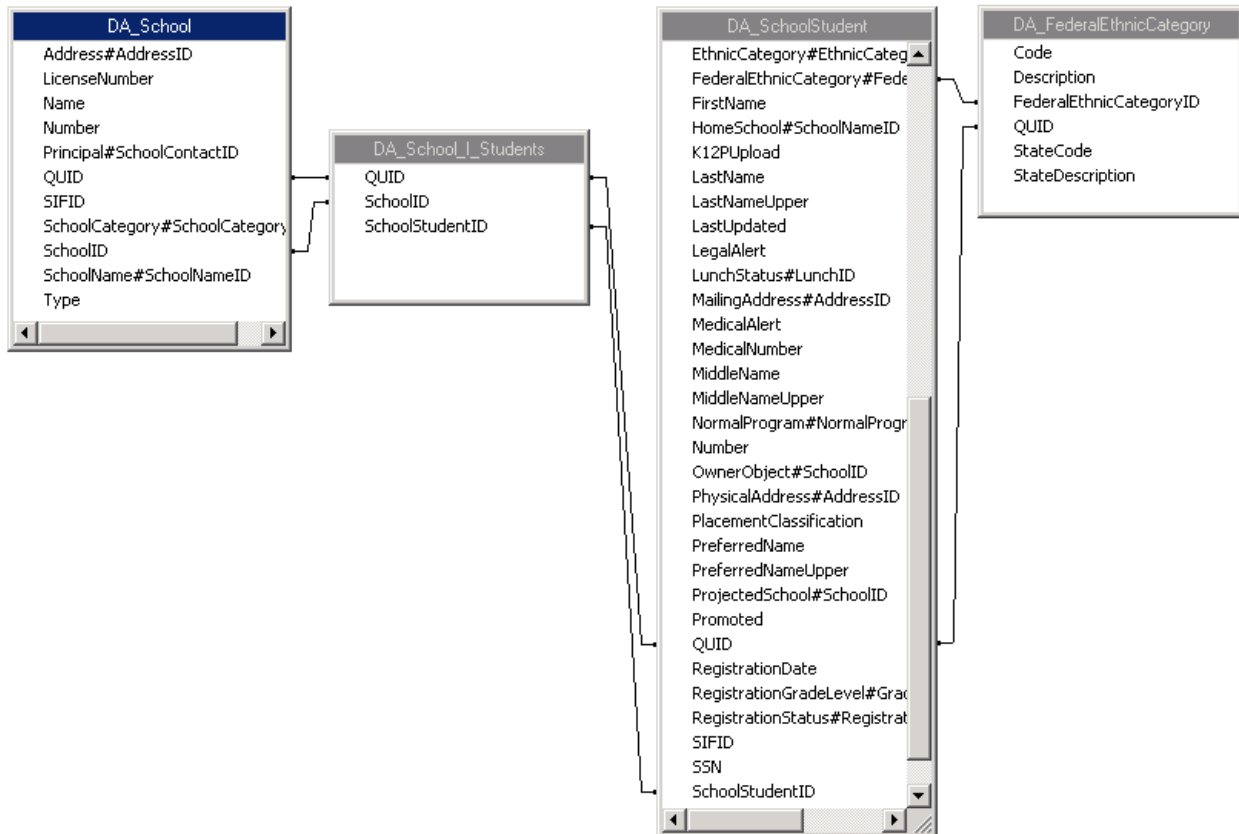 DA_School
Address#AddressID
LicenseNumber
Name
Number
Principal#SchoolContactID
QUID
SIFID
SchoolCategory#SchoolCategory
SchoolID
SchoolName#SchoolNameID
Type
DA_School_I_Students
QUID
SchoolID
SchoolStudentID
DA_SchoolStudent
EthnicCategory#EthnicCateg
FederalEthnicCategory#Fede
FirstName
HomeSchool#SchoolNameID
K12PUpload
LastName
LastNameUpper
LastUpdated
LegalAlert
LunchStatus#LunchID
MailingAddress#AddressID
MedicalAlert
MedicalNumber
MiddleName
MiddleNameUpper
NormalProgram#NormalProgr
Number
OwnerObject#SchoolID
PhysicalAddress#AddressID
PlacementClassification
PreferredName
PreferredNameUpper
ProjectedSchool#SchoolID
Promoted
QUID
RegistrationDate
RegistrationGradeLevel#Grad
RegistrationStatus#Registrat
SIFID
SSN
SchoolStudentID
DA_FederalEthnicCategory
Code
Description
FederalEthnicCategoryID
QUID
StateCode
StateDescription